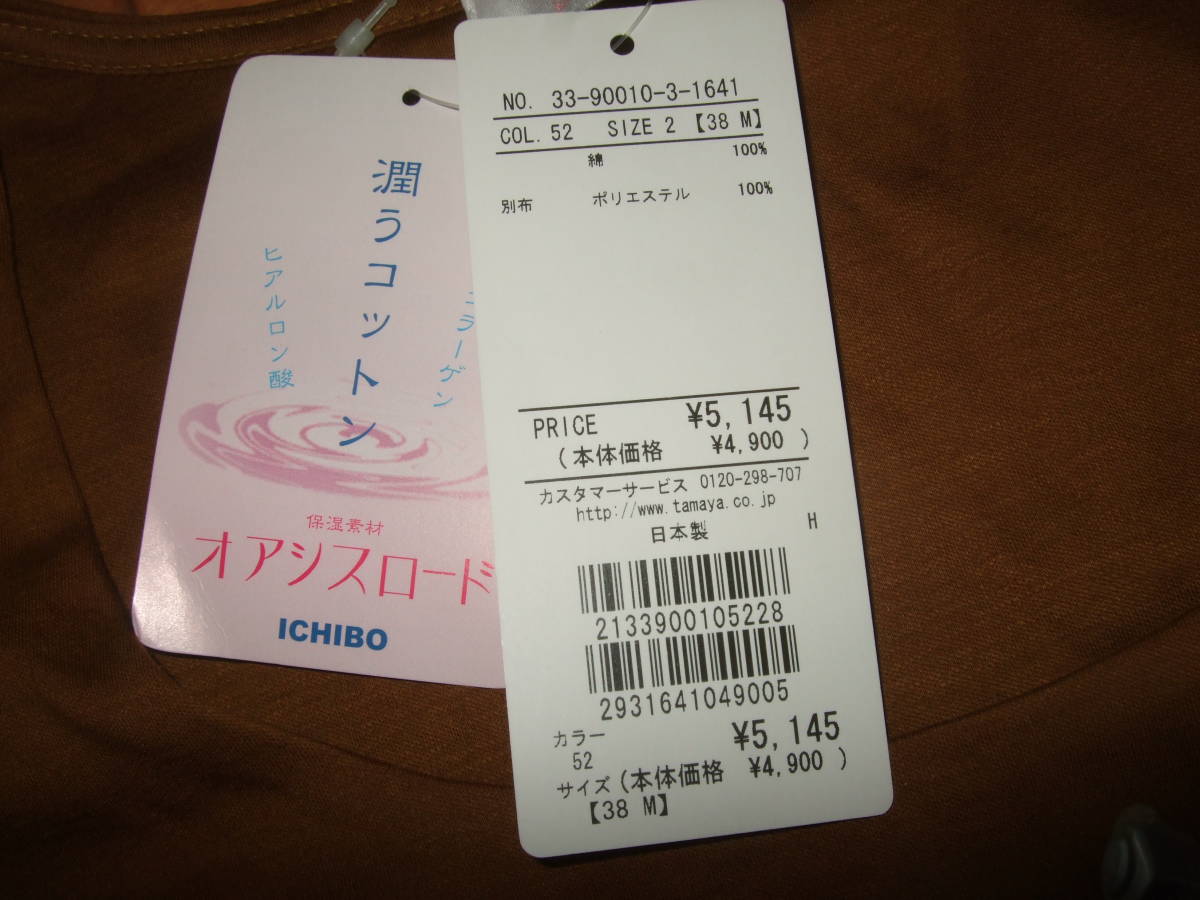 潤うコットン
ヒアルロン酸
コラーゲン
保湿素材
オアシスロード
ICHIBO
NO. 33-90010-3-1641
COL. 52 SIZE 2 【38 M】
綿 100%
別布 ポリエステル 100%
PRICE ¥5,145
(本体価格 ¥4,900 )
カスタマーサービス 0120-298-707
http://www.tamaya.co.jp
日本製 H
2133900105228
2931641049005
カラー ¥5,145
52
サイズ (本体価格 ¥4,900 )
【38 M】